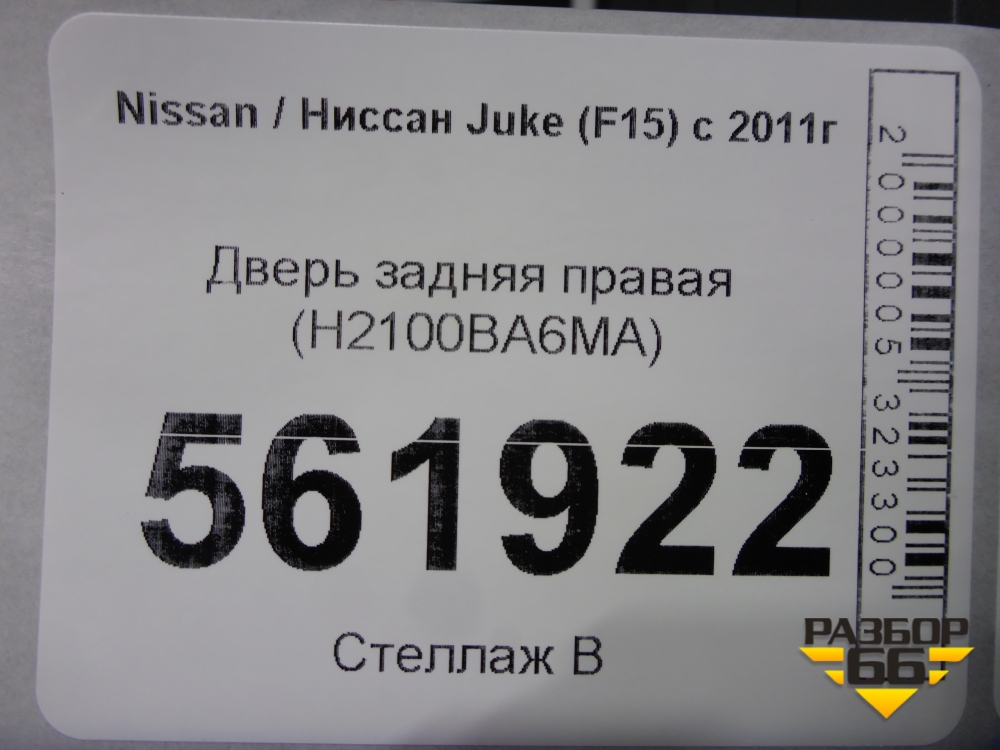 Nissan / Ниссан Juke (F15) с 2011г
Дверь задняя правая
(H2100BA6MA)
561922
Стеллаж В
2000005323300
РАЗБОР
66